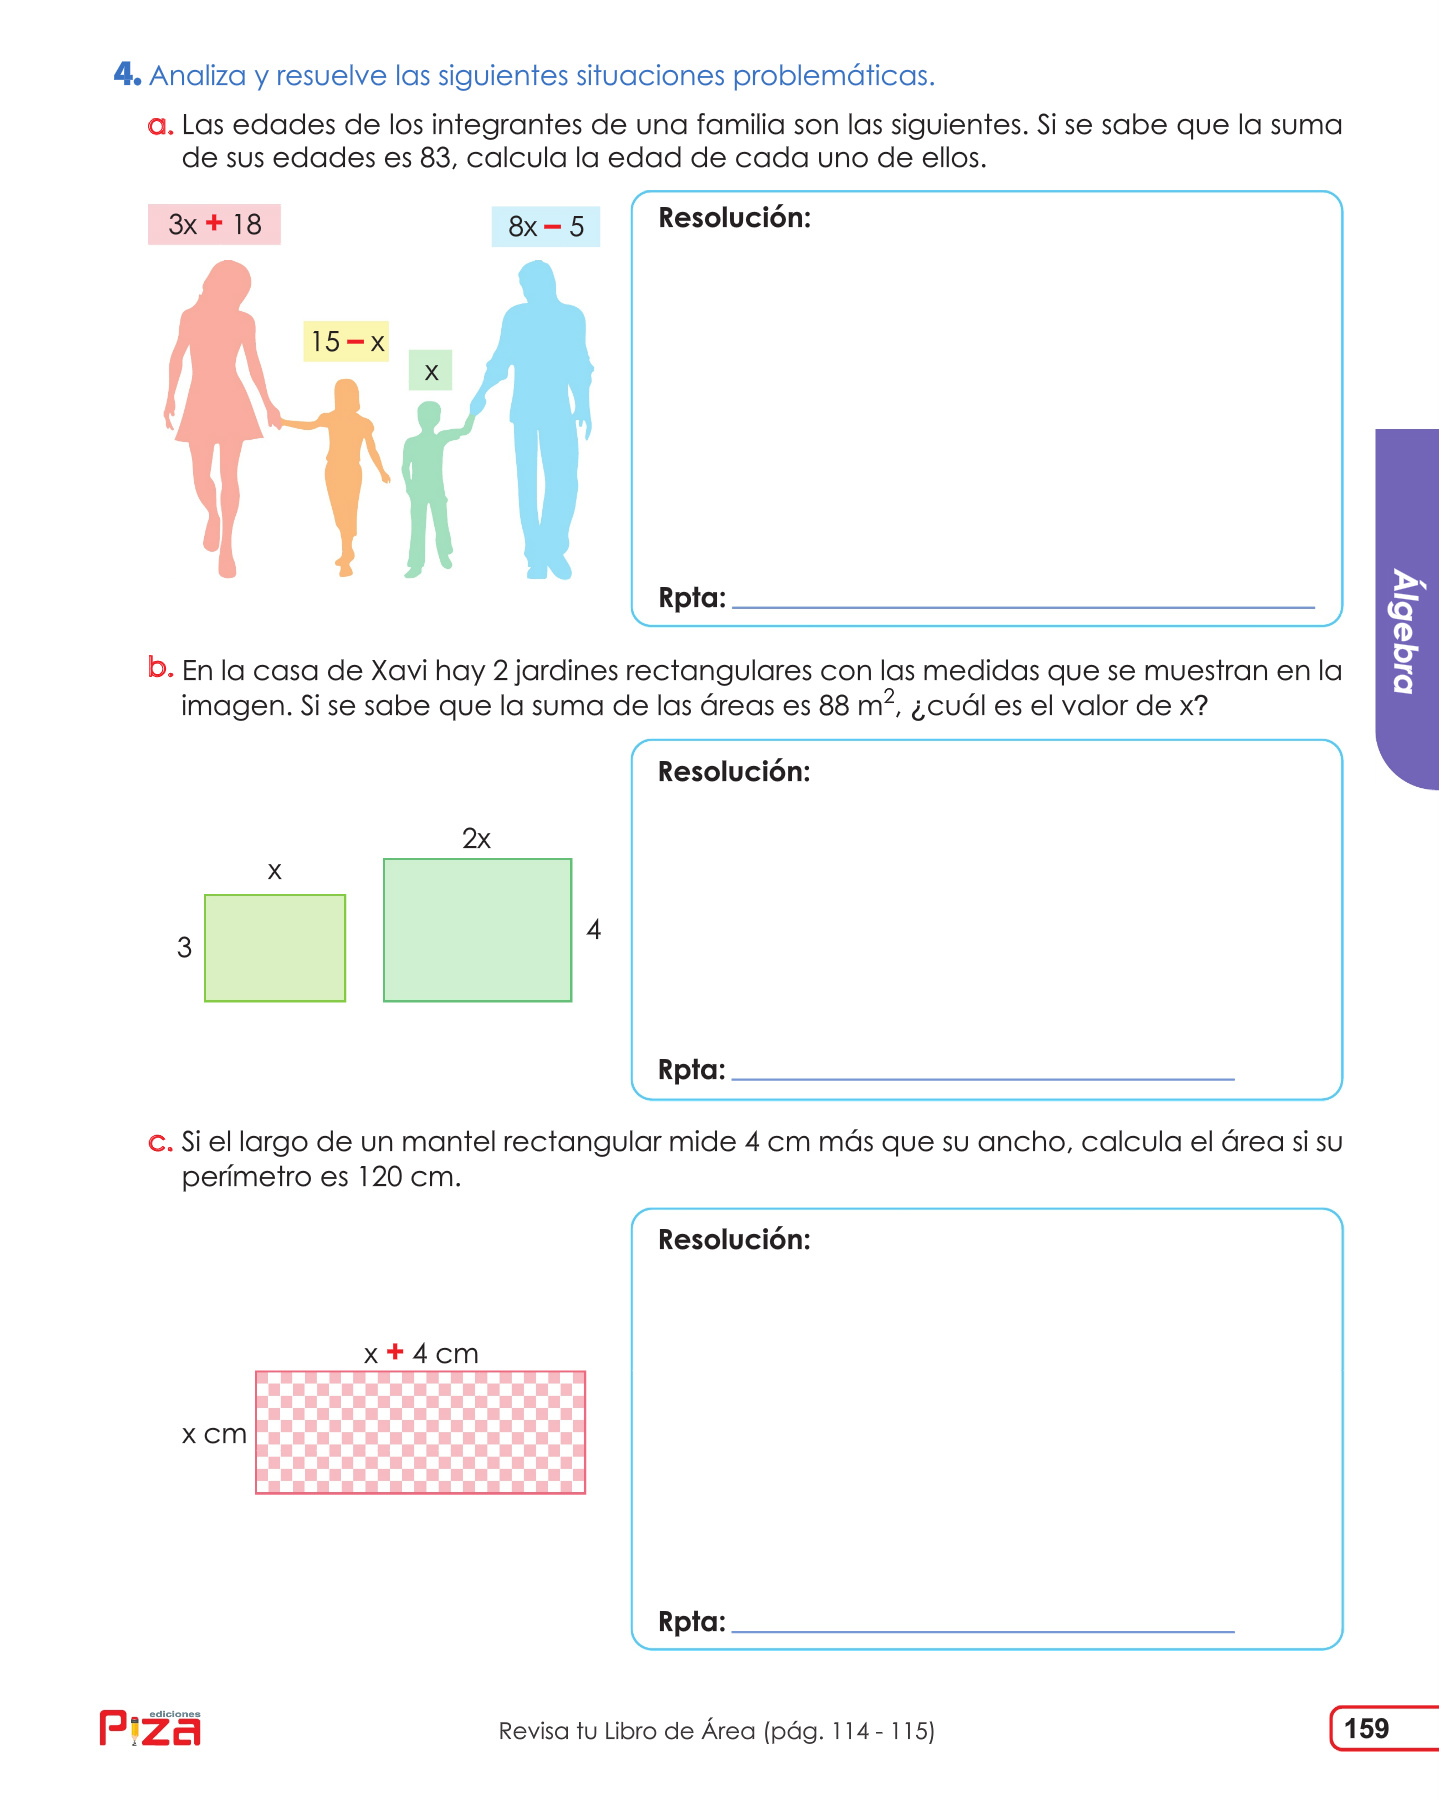 4. Analiza y resuelve las siguientes situaciones problemáticas.
a. Las edades de los integrantes de una familia son las siguientes. Si se sabe que la suma
de sus edades es 83, calcula la edad de cada uno de ellos.
3x + 18
8x – 5
15 – x
x
Resolución:
Rpta:
b. En la casa de Xavi hay 2 jardines rectangulares con las medidas que se muestran en la
imagen. Si se sabe que la suma de las áreas es 88 m², ¿cuál es el valor de x?
2x
x
3
4
Resolución:
Rpta:
c. Si el largo de un mantel rectangular mide 4 cm más que su ancho, calcula el área si su
perímetro es 120 cm.
x + 4 cm
x cm
Resolución:
Rpta:
Álgebra
ediciones
Piza
Revisa tu Libro de Área (pág. 114 - 115)
159